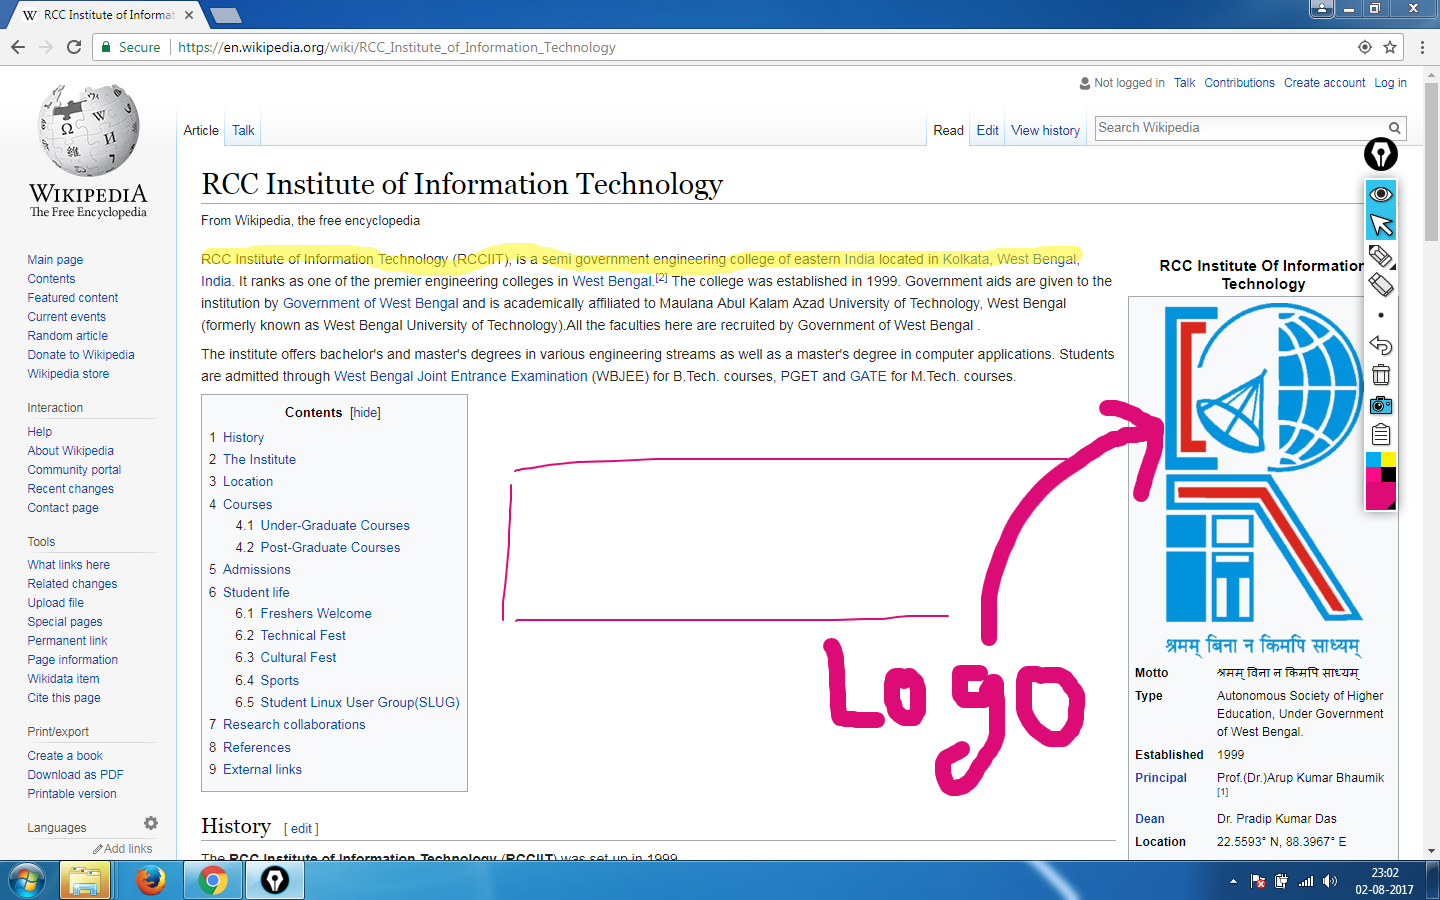 RCC Institute of Informat
Secure https://en.wikipedia.org/wiki/RCC_Institute_of_Information_Technology
Not logged in Talk Contributions Create account Log in
Article Talk Read Edit View history Search Wikipedia
WIKIPEDIA
The Free Encyclopedia
Main page
Contents
Featured content
Current events
Random article
Donate to Wikipedia
Wikipedia store
Interaction
Help
About Wikipedia
Community portal
Recent changes
Contact page
Tools
What links here
Related changes
Upload file
Special pages
Permanent link
Page information
Wikidata item
Cite this page
Print/export
Create a book
Download as PDF
Printable version
Languages
Add links
RCC Institute of Information Technology
From Wikipedia, the free encyclopedia
RCC Institute of Information Technology (RCCIIT), is a semi government engineering college of eastern India located in Kolkata, West Bengal,
India. It ranks as one of the premier engineering colleges in West Bengal.[2] The college was established in 1999. Government aids are given to the
institution by Government of West Bengal and is academically affiliated to Maulana Abul Kalam Azad University of Technology, West Bengal
(formerly known as West Bengal University of Technology).All the faculties here are recruited by Government of West Bengal .
The institute offers bachelor's and master's degrees in various engineering streams as well as a master's degree in computer applications. Students
are admitted through West Bengal Joint Entrance Examination (WBJEE) for B.Tech. courses, PGET and GATE for M.Tech. courses.
Contents [hide]
1 History
2 The Institute
3 Location
4 Courses
4.1 Under-Graduate Courses
4.2 Post-Graduate Courses
5 Admissions
6 Student life
6.1 Freshers Welcome
6.2 Technical Fest
6.3 Cultural Fest
6.4 Sports
6.5 Student Linux User Group(SLUG)
7 Research collaborations
8 References
9 External links
Logo
History [ edit ]
The RCC Institute of Information Technology (RCCIIT) was set up in 1999
RCC Institute Of Information
Technology
श्रमम् बिना न किमपि साध्यम्
Motto श्रमम् विना न किमपि साध्यम्
Type Autonomous Society of Higher
Education, Under Government
of West Bengal.
Established 1999
Principal Prof.(Dr.)Arup Kumar Bhaumik
[1]
Dean Dr. Pradip Kumar Das
Location 22.5593° N, 88.3967° E
23:02
02-08-2017